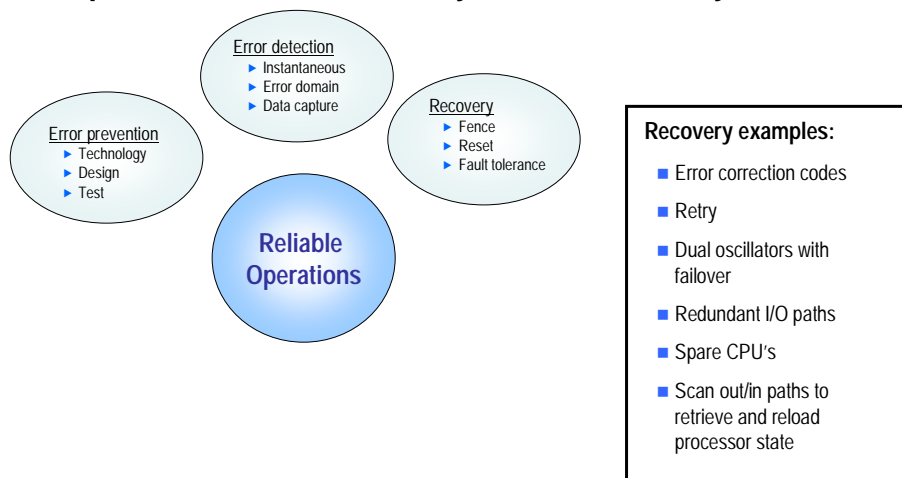 Error detection
► Instantaneous
► Error domain
► Data capture
Error prevention
► Technology
► Design
► Test
Recovery
► Fence
► Reset
► Fault tolerance
Reliable
Operations
Recovery examples:
■ Error correction codes
■ Retry
■ Dual oscillators with
failover
■ Redundant I/O paths
■ Spare CPU's
■ Scan out/in paths to
retrieve and reload
processor state